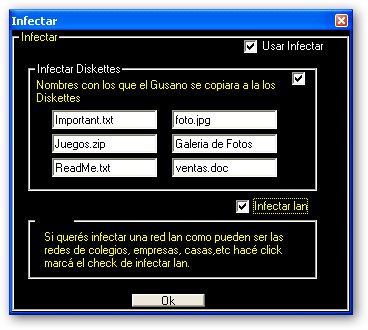 Infectar
Infectar
Usar Infectar
Infectar Diskettes
Nombres con los que el Gusano se copiara a la los
Diskettes
Important.txt
foto.jpg
Juegos.zip
Galeria de Fotos
ReadMe.txt
ventas.doc
Infectar lan
Si querés infectar una red lan como pueden ser las
redes de colegios, empresas, casas,etc hacé click
marcá el check de infectar lan.
Ok